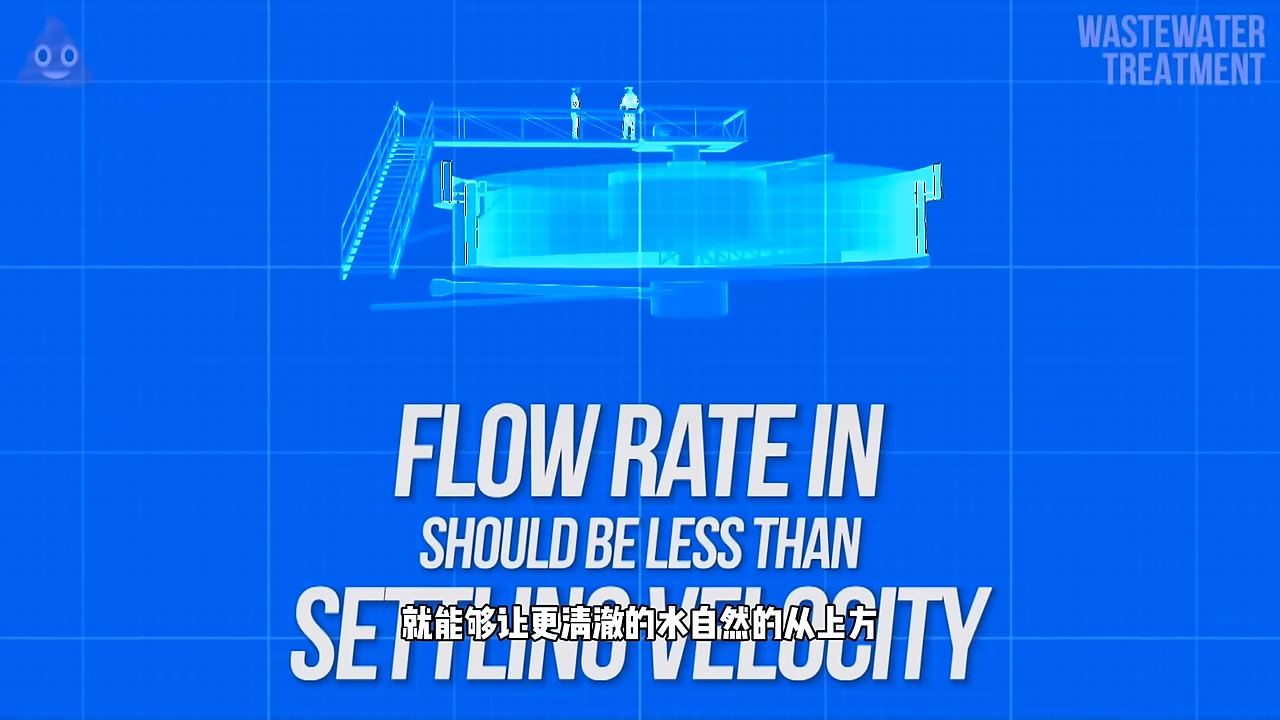 WASTEWATER
TREATMENT
FLOW RATE IN
SHOULD BE LESS THAN
SETTLING VELOCITY
就能够让更清澈的水自然的从上方